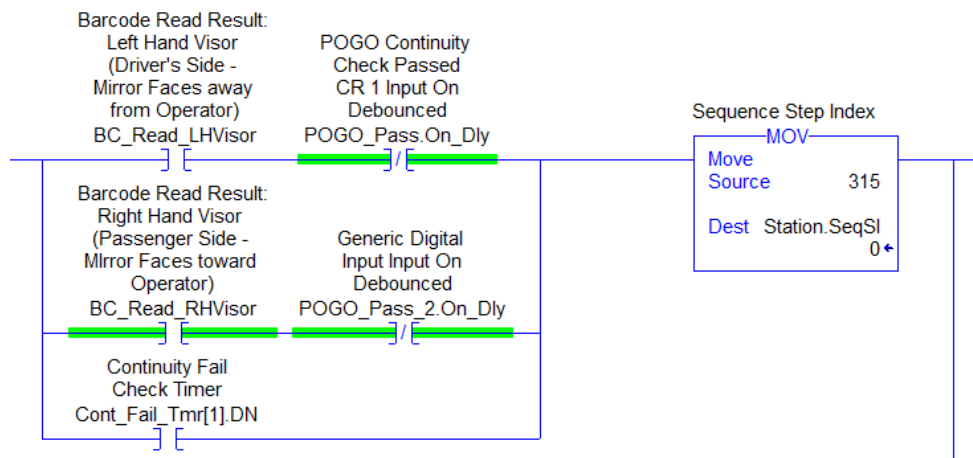 Barcode Read Result:
Left Hand Visor
(Driver's Side -
Mirror Faces away
from Operator)
BC_Read_LHVisor
POGO Continuity
Check Passed
CR 1 Input On
Debounced
POGO_Pass.On_Dly
/
Sequence Step Index
MOV
Move
Source 315
Dest Station.SeqSI
0
Barcode Read Result:
Right Hand Visor
(Passenger Side -
MIrror Faces toward
Operator)
BC_Read_RHVisor
Generic Digital
Input Input On
Debounced
POGO_Pass_2.On_Dly
/
Continuity Fail
Check Timer
Cont_Fail_Tmr[1].DN